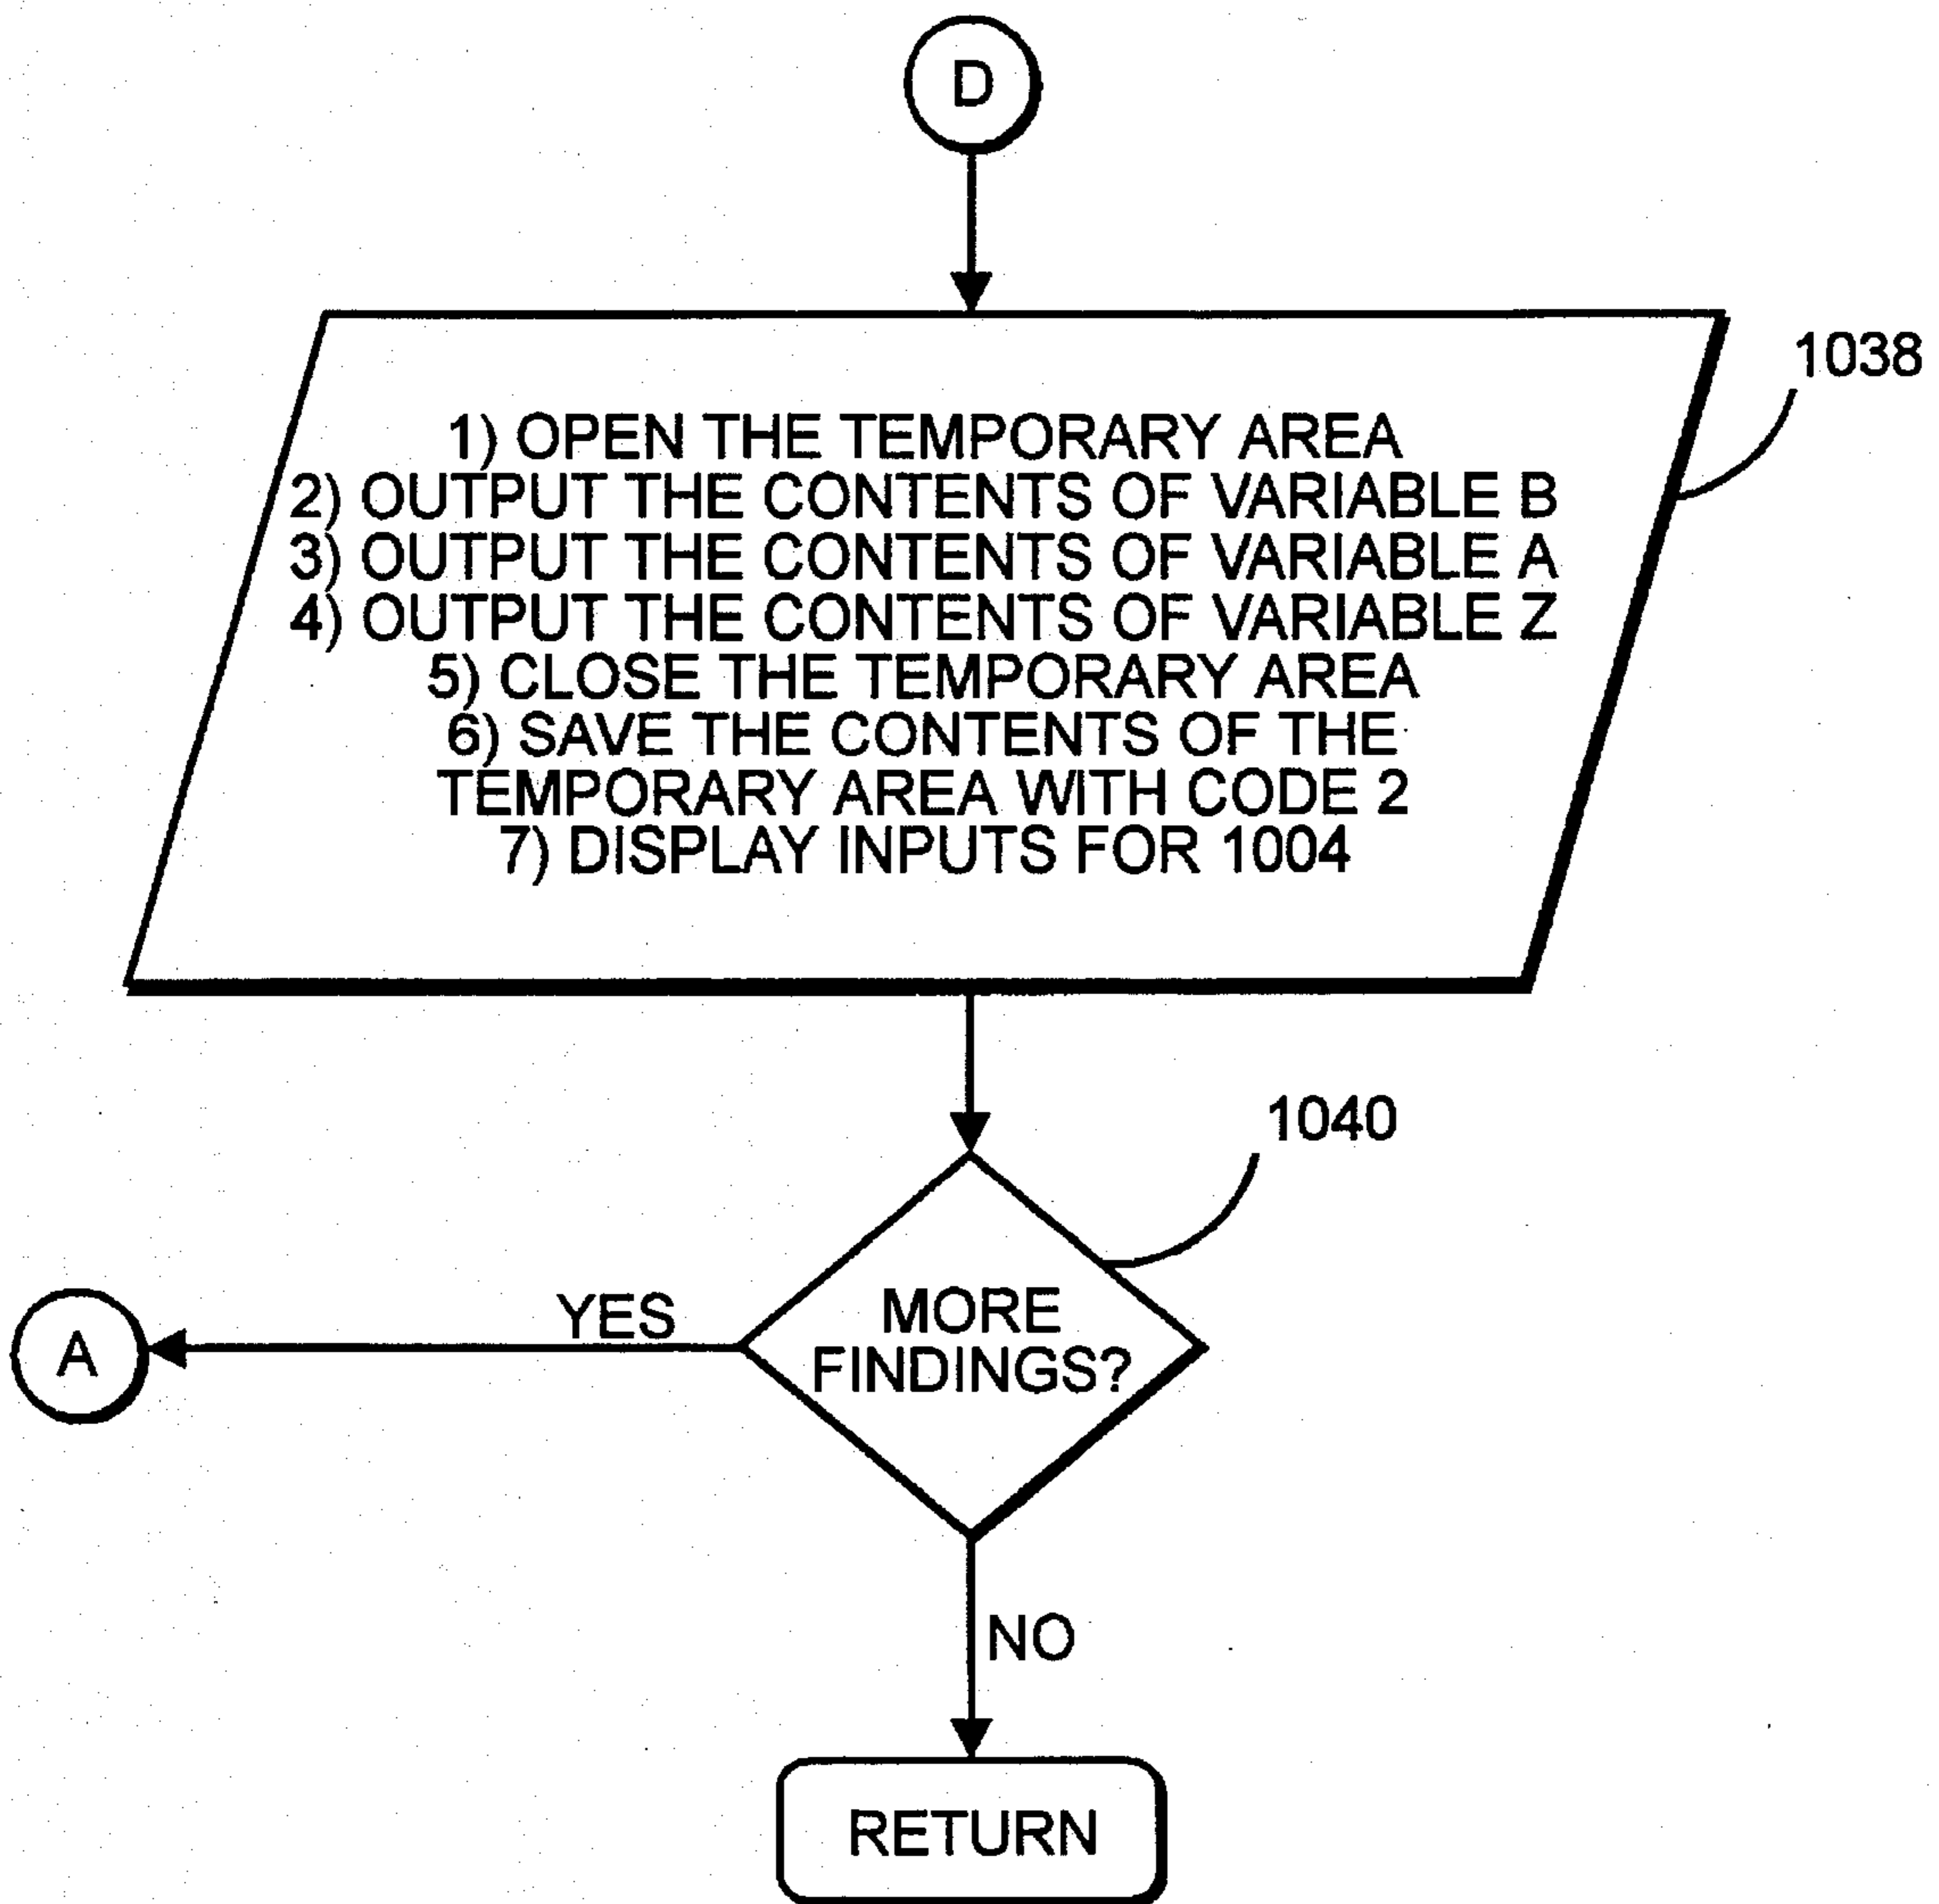 D
1038
1) OPEN THE TEMPORARY AREA
2) OUTPUT THE CONTENTS OF VARIABLE B
3) OUTPUT THE CONTENTS OF VARIABLE A
4) OUTPUT THE CONTENTS OF VARIABLE Z
5) CLOSE THE TEMPORARY AREA
6) SAVE THE CONTENTS OF THE
TEMPORARY AREA WITH CODE 2
7) DISPLAY INPUTS FOR 1004
1040
YES
MORE
FINDINGS?
A
NO
RETURN